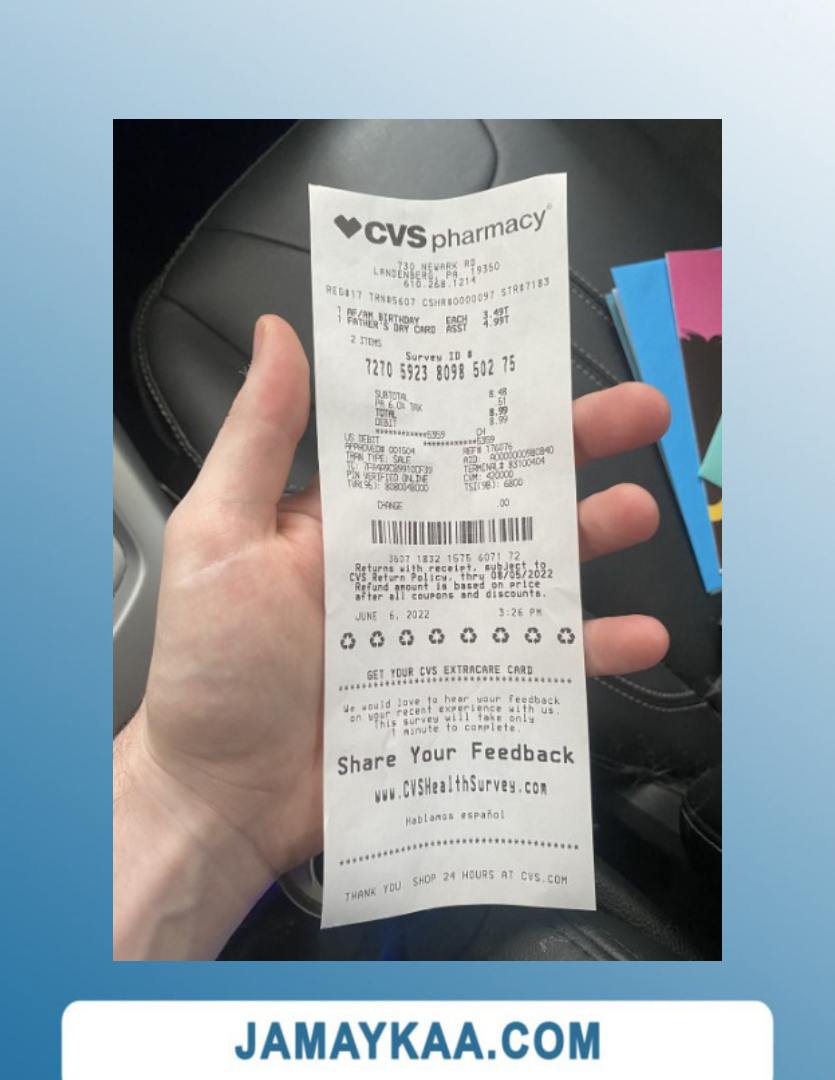 CVS pharmacy®
730 NEWARK RD
LANDENBERG, PA 19350
610.268.1214
REG#17 TRN#5607 CSHR#0000097 STR#7183
1 AF/AM BIRTHDAY EACH 3.49T
1 FATHER'S DAY CARD ASST 4.99T
2 ITEMS
Survey ID #
7270 5923 8098 502 75
SUBTOTAL 8.48
PA 6.0% TAX .51
TOTAL 8.99
DEBIT 8.99
************5359 CH
US DEBIT ************5359
APPROVED# 001504 REF# 176076
TRAN TYPE: SALE AID: A0000000980840
TC: TERMINAL# 83100404
PIN VERIFIED ONLINE CVM: 420000
TVR(95): 8080048000 TSI(9B): 6800
CHANGE .00
3607 1832 1575 6071 72
Returns with receipt, subject to
CVS Return Policy, thru 08/05/2022
Refund amount is based on price
after all coupons and discounts.
JUNE 6, 2022 3:26 PM
GET YOUR CVS EXTRACARE CARD
We would love to hear your feedback
on your recent experience with us.
This survey will take only
1 minute to complete.
Share Your Feedback
www.CVSHealthSurvey.com
Hablamos español
THANK YOU SHOP 24 HOURS AT CVS.COM
JAMAYKAA.COM